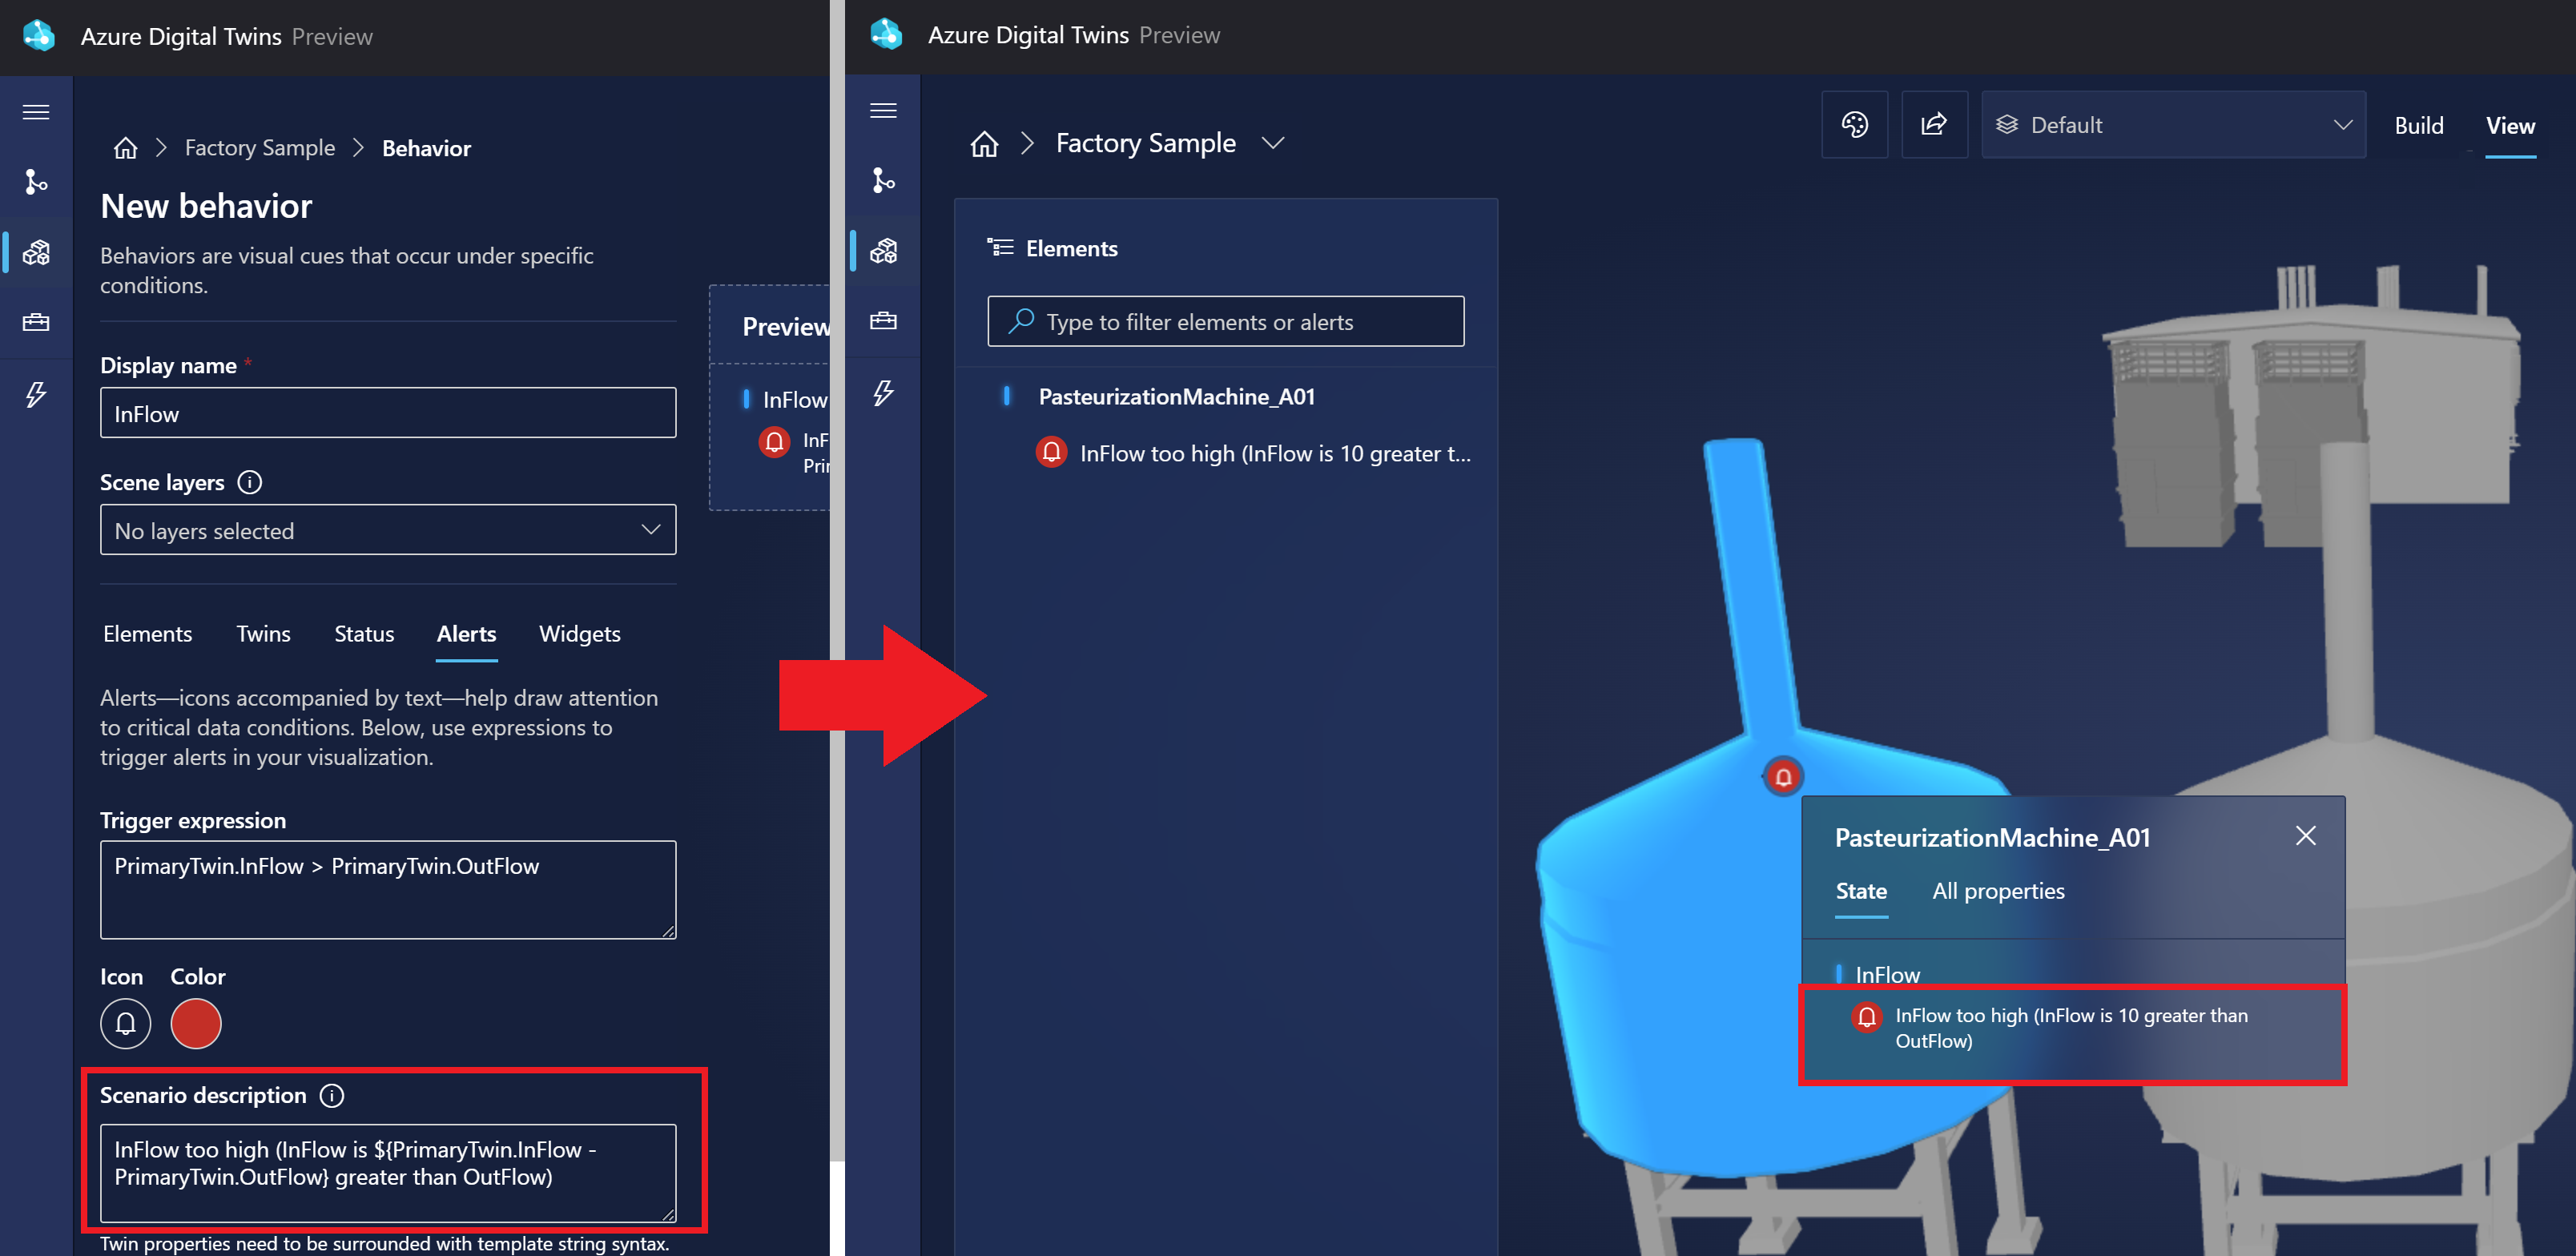 Azure Digital Twins Preview
Factory Sample
Behavior
New behavior
Behaviors are visual cues that occur under specific
conditions.
Display name *
InFlow
Scene layers
No layers selected
Elements
Twins
Status
Alerts
Widgets
Alerts—icons accompanied by text—help draw attention
to critical data conditions. Below, use expressions to
trigger alerts in your visualization.
Trigger expression
PrimaryTwin.InFlow > PrimaryTwin.OutFlow
Icon
Color
Scenario description
InFlow too high (InFlow is ${PrimaryTwin.InFlow -
PrimaryTwin.OutFlow} greater than OutFlow)
Twin properties need to be surrounded with template string syntax.
Preview
InFlow
InF
Prir
Azure Digital Twins Preview
Factory Sample
Default
Build
View
Elements
Type to filter elements or alerts
PasteurizationMachine_A01
InFlow too high (InFlow is 10 greater t...
PasteurizationMachine_A01
State
All properties
InFlow
InFlow too high (InFlow is 10 greater than
OutFlow)